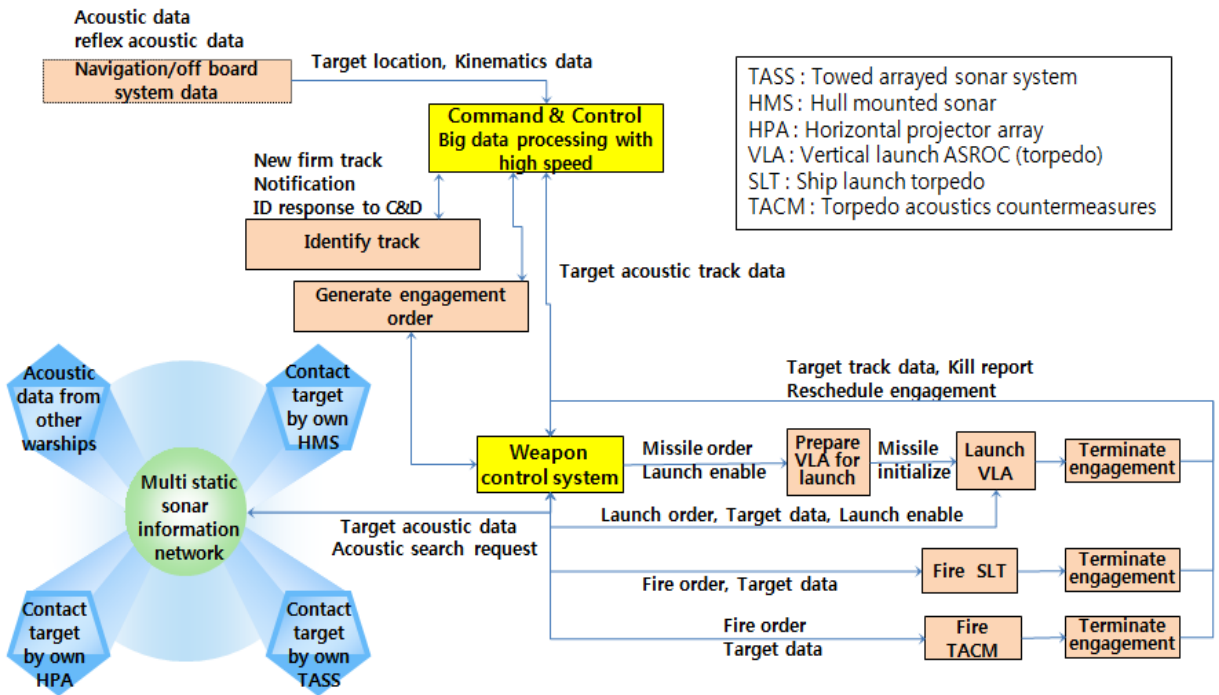 Acoustic data
reflex acoustic data
Navigation/off board
system data
Target location, Kinematics data
Command & Control
Big data processing with
high speed
TASS : Towed arrayed sonar system
HMS : Hull mounted sonar
HPA : Horizontal projector array
VLA : Vertical launch ASROC (torpedo)
SLT : Ship launch torpedo
TACM : Torpedo acoustics countermeasures
New firm track
Notification
ID response to C&D
Identify track
Target acoustic track data
Generate engagement
order
Acoustic
data from
other
warships
Contact
target
by own
HMS
Multi static
sonar
information
network
Contact
target
by own
HPA
Contact
target
by own
TASS
Target track data, Kill report
Reschedule engagement
Weapon
control system
Missile order
Launch enable
Prepare
VLA for
launch
Missile
initialize
Launch
VLA
Terminate
engagement
Target acoustic data
Acoustic search request
Launch order, Target data, Launch enable
Fire order, Target data
Fire SLT
Terminate
engagement
Fire order
Target data
Fire
TACM
Terminate
engagement